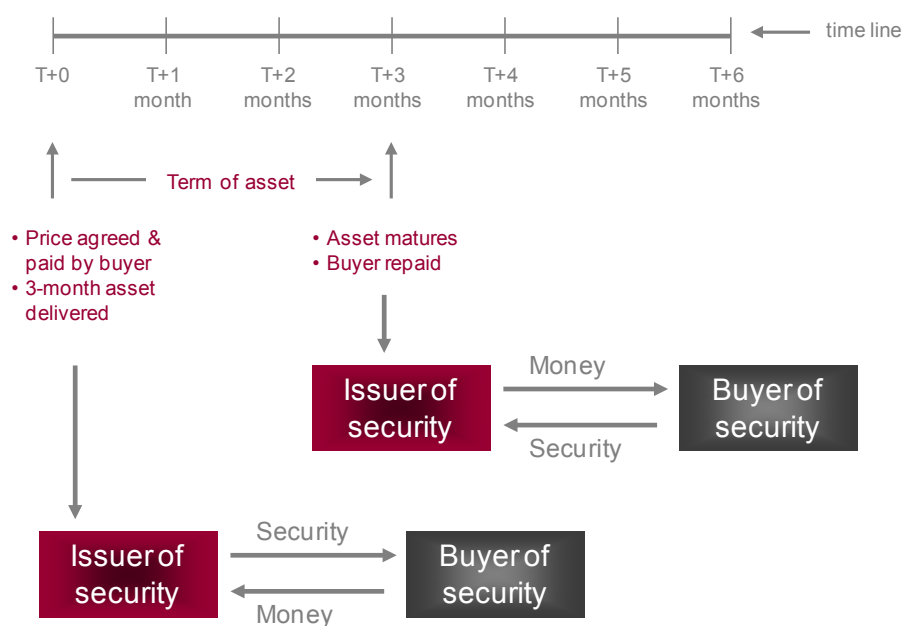 time line
T+0
T+1
month
T+2
months
T+3
months
T+4
months
T+5
months
T+6
months
Term of asset
• Price agreed &
paid by buyer
• 3-month asset
delivered
• Asset matures
• Buyer repaid
Issuer of
security
Money
Security
Buyer of
security
Issuer of
security
Security
Money
Buyer of
security